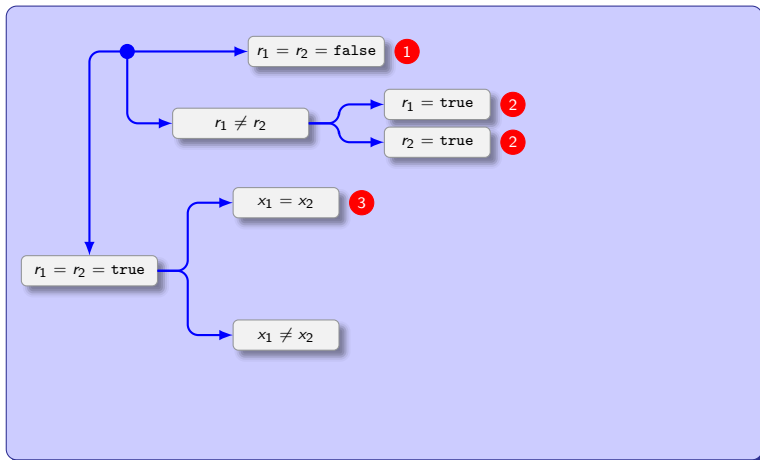 r₁ = r₂ = false 1
r₁ = true 2
r₁ ≠ r₂
r₂ = true 2
x₁ = x₂ 3
r₁ = r₂ = true
x₁ ≠ x₂